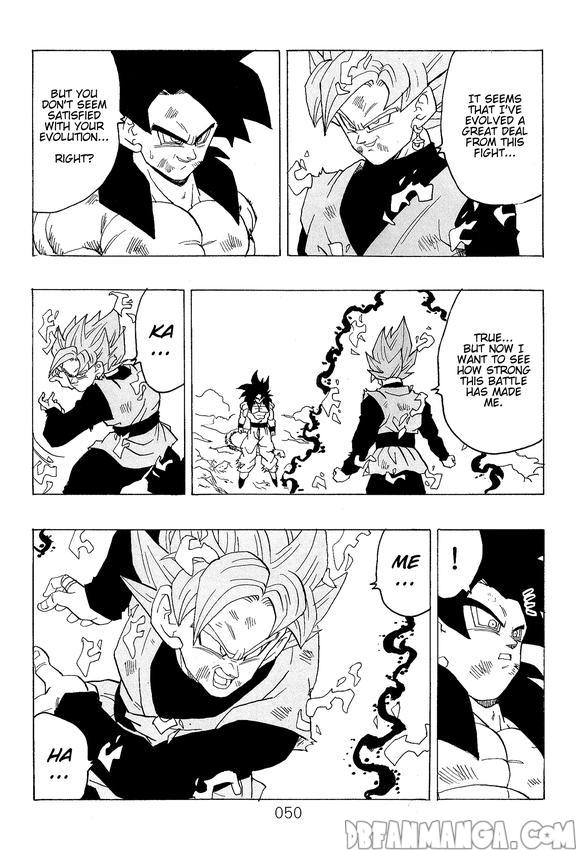 IT SEEMS
THAT I'VE
EVOLVED A
GREAT DEAL
FROM THIS
FIGHT...
BUT YOU
DON'T SEEM
SATISFIED
WITH YOUR
EVOLUTION...
RIGHT?
TRUE...
BUT NOW I
WANT TO SEE
HOW STRONG
THIS BATTLE
HAS MADE
ME.
KA
...
!
ME
...
HA
...
050
DBFANMANGA.COM